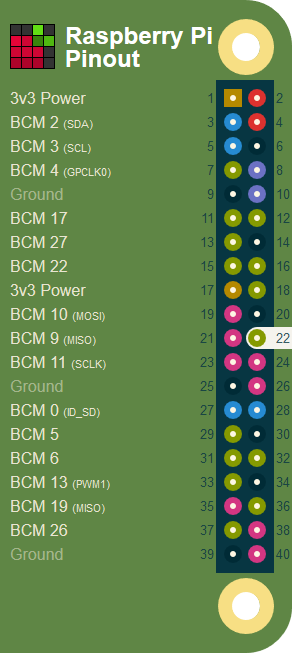 Raspberry Pi
Pinout
3v3 Power 1 2
BCM 2 (SDA) 3 4
BCM 3 (SCL) 5 6
BCM 4 (GPCLK0) 7 8
Ground 9 10
BCM 17 11 12
BCM 27 13 14
BCM 22 15 16
3v3 Power 17 18
BCM 10 (MOSI) 19 20
BCM 9 (MISO) 21 22
BCM 11 (SCLK) 23 24
Ground 25 26
BCM 0 (ID_SD) 27 28
BCM 5 29 30
BCM 6 31 32
BCM 13 (PWM1) 33 34
BCM 19 (MISO) 35 36
BCM 26 37 38
Ground 39 40